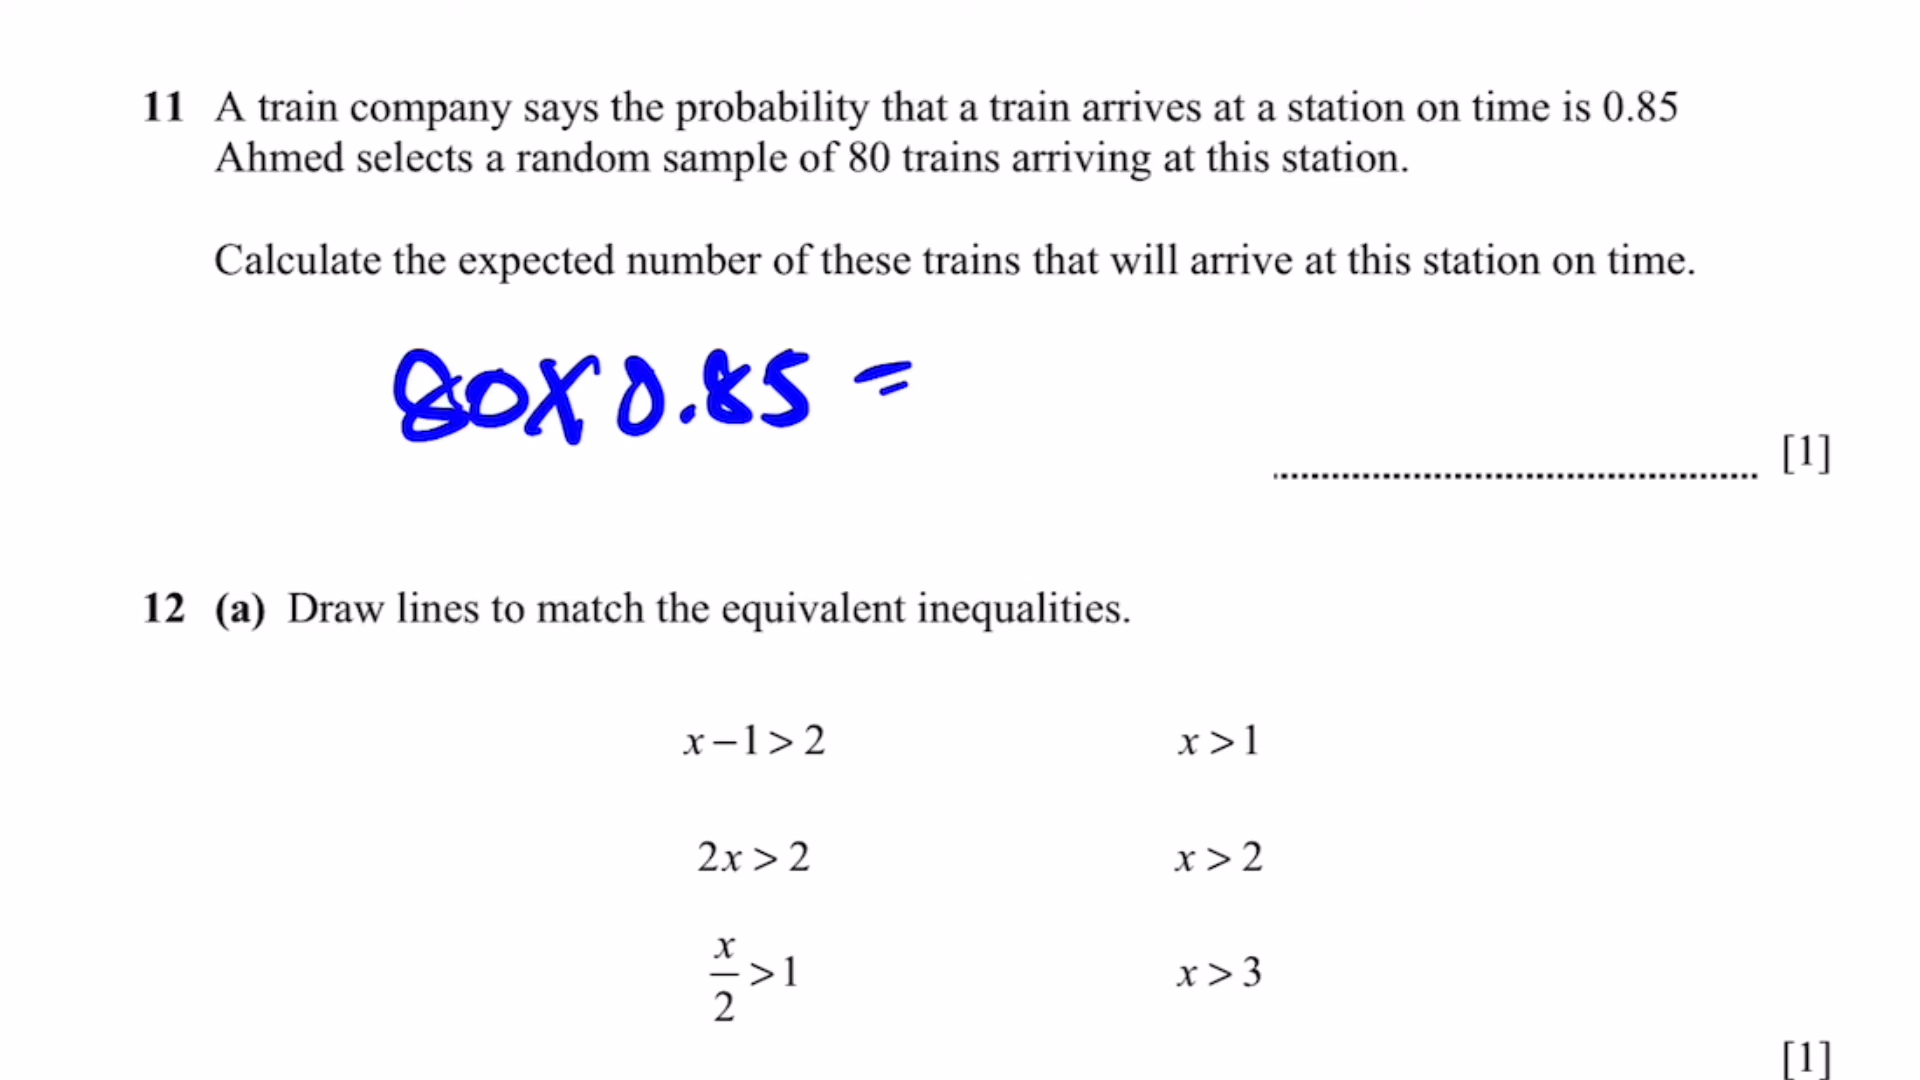 11 A train company says the probability that a train arrives at a station on time is 0.85
Ahmed selects a random sample of 80 trains arriving at this station.
Calculate the expected number of these trains that will arrive at this station on time.
80x0.85 =
[1]
12 (a) Draw lines to match the equivalent inequalities.
x−1>2 x>1
2x>2 x>2
x/2>1 x>3
[1]